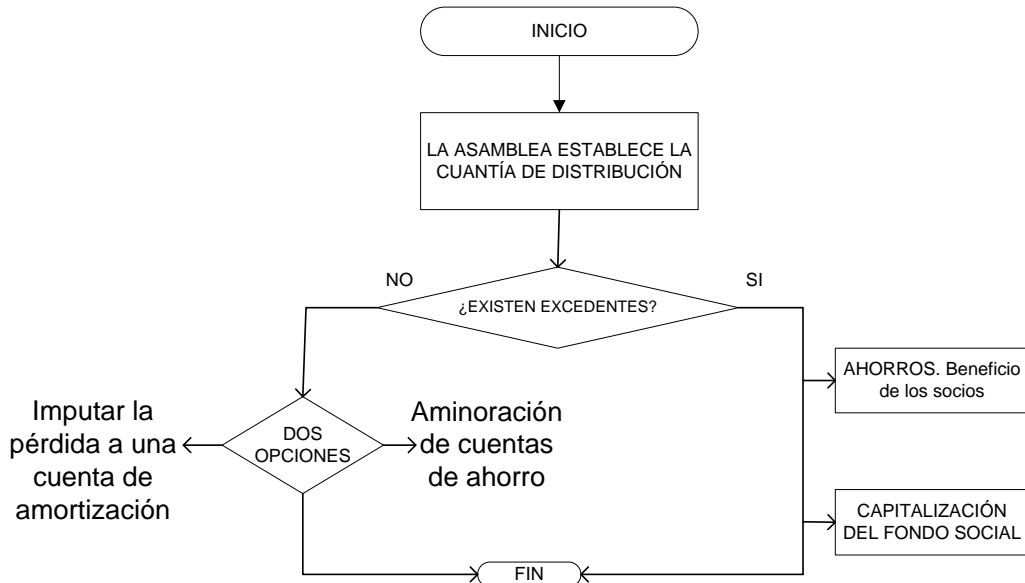 INICIO
LA ASAMBLEA ESTABLECE LA
CUANTÍA DE DISTRIBUCIÓN
NO
SI
¿EXISTEN EXCEDENTES?
AHORROS. Beneficio
de los socios
Imputar la
pérdida a una
cuenta de
amortización
DOS
OPCIONES
Aminoración
de cuentas
de ahorro
CAPITALIZACIÓN
DEL FONDO SOCIAL
FIN